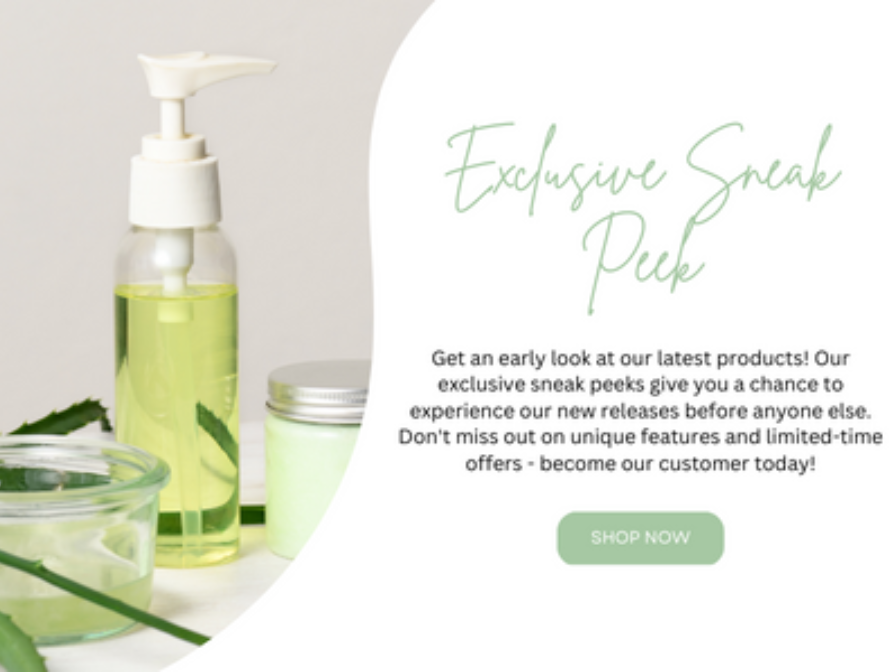 Exclusive Sneak
Peek
Get an early look at our latest products! Our
exclusive sneak peeks give you a chance to
experience our new releases before anyone else.
Don't miss out on unique features and limited-time
offers - become our customer today!
SHOP NOW